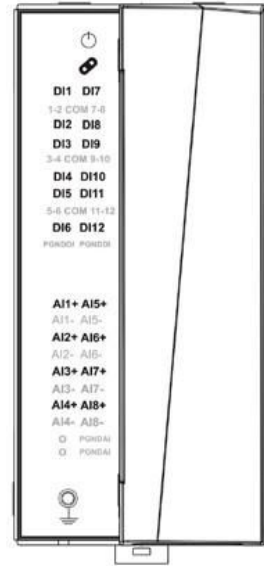 DI1 DI7
1-2 COM 7-8
DI2 DI8
DI3 DI9
3-4 COM 9-10
DI4 DI10
DI5 DI11
5-6 COM 11-12
DI6 DI12
PGNDDI PGNDDI
AI1+ AI5+
AI1- AI5-
AI2+ AI6+
AI2- AI6-
AI3+ AI7+
AI3- AI7-
AI4+ AI8+
AI4- AI8-
O PGNDAI
O PGNDAI